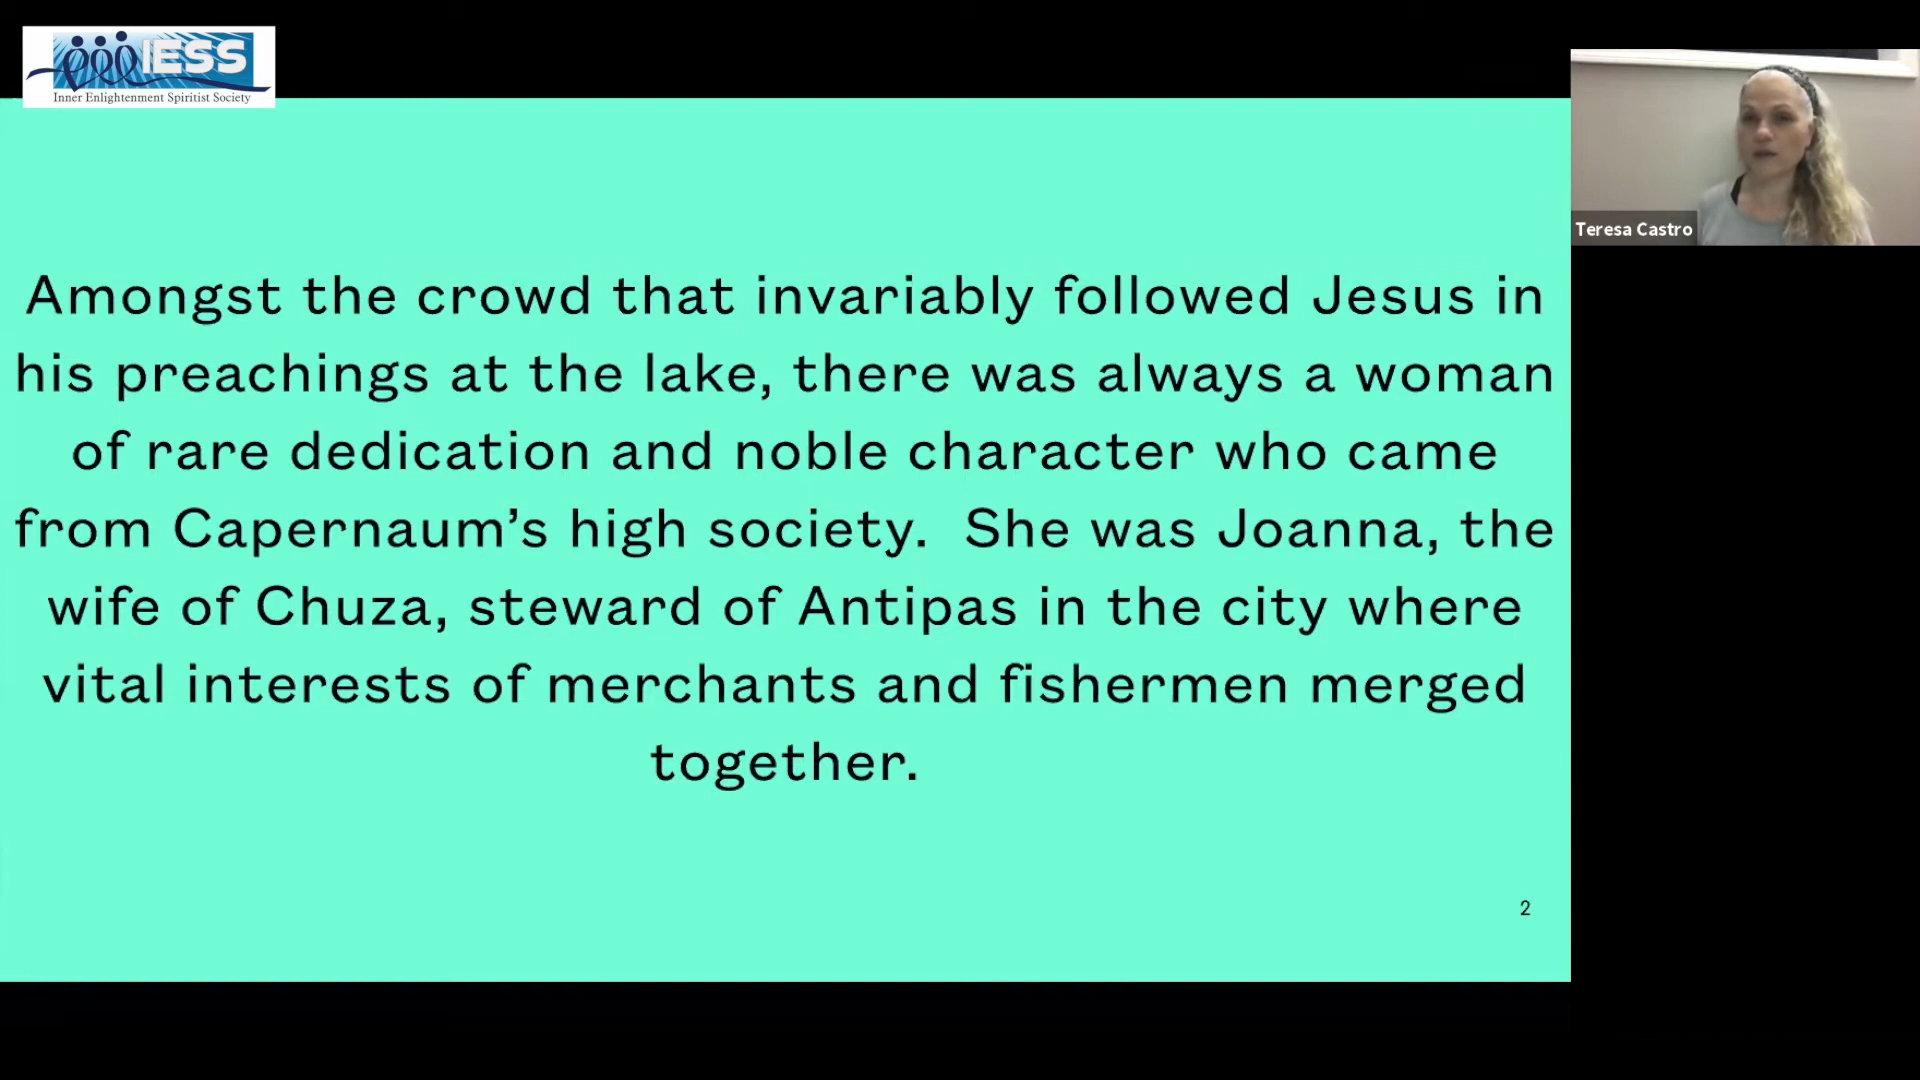 IESS
Inner Enlightenment Spiritist Society
Teresa Castro
Amongst the crowd that invariably followed Jesus in
his preachings at the lake, there was always a woman
of rare dedication and noble character who came
from Capernaum’s high society.  She was Joanna, the
wife of Chuza, steward of Antipas in the city where
vital interests of merchants and fishermen merged
together.
2